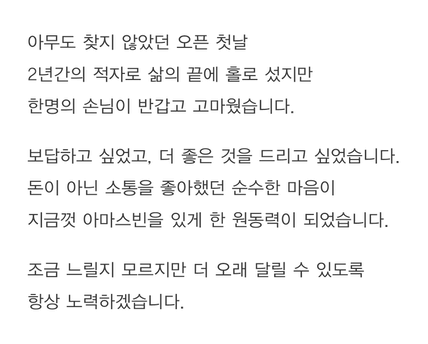 아무도 찾지 않았던 오픈 첫날
2년간의 적자로 삶의 끝에 홀로 섰지만
한명의 손님이 반갑고 고마웠습니다.
보답하고 싶었고, 더 좋은 것을 드리고 싶었습니다.
돈이 아닌 소통을 좋아했던 순수한 마음이
지금껏 아마스빈을 있게 한 원동력이 되었습니다.
조금 느릴지 모르지만 더 오래 달릴 수 있도록
항상 노력하겠습니다.